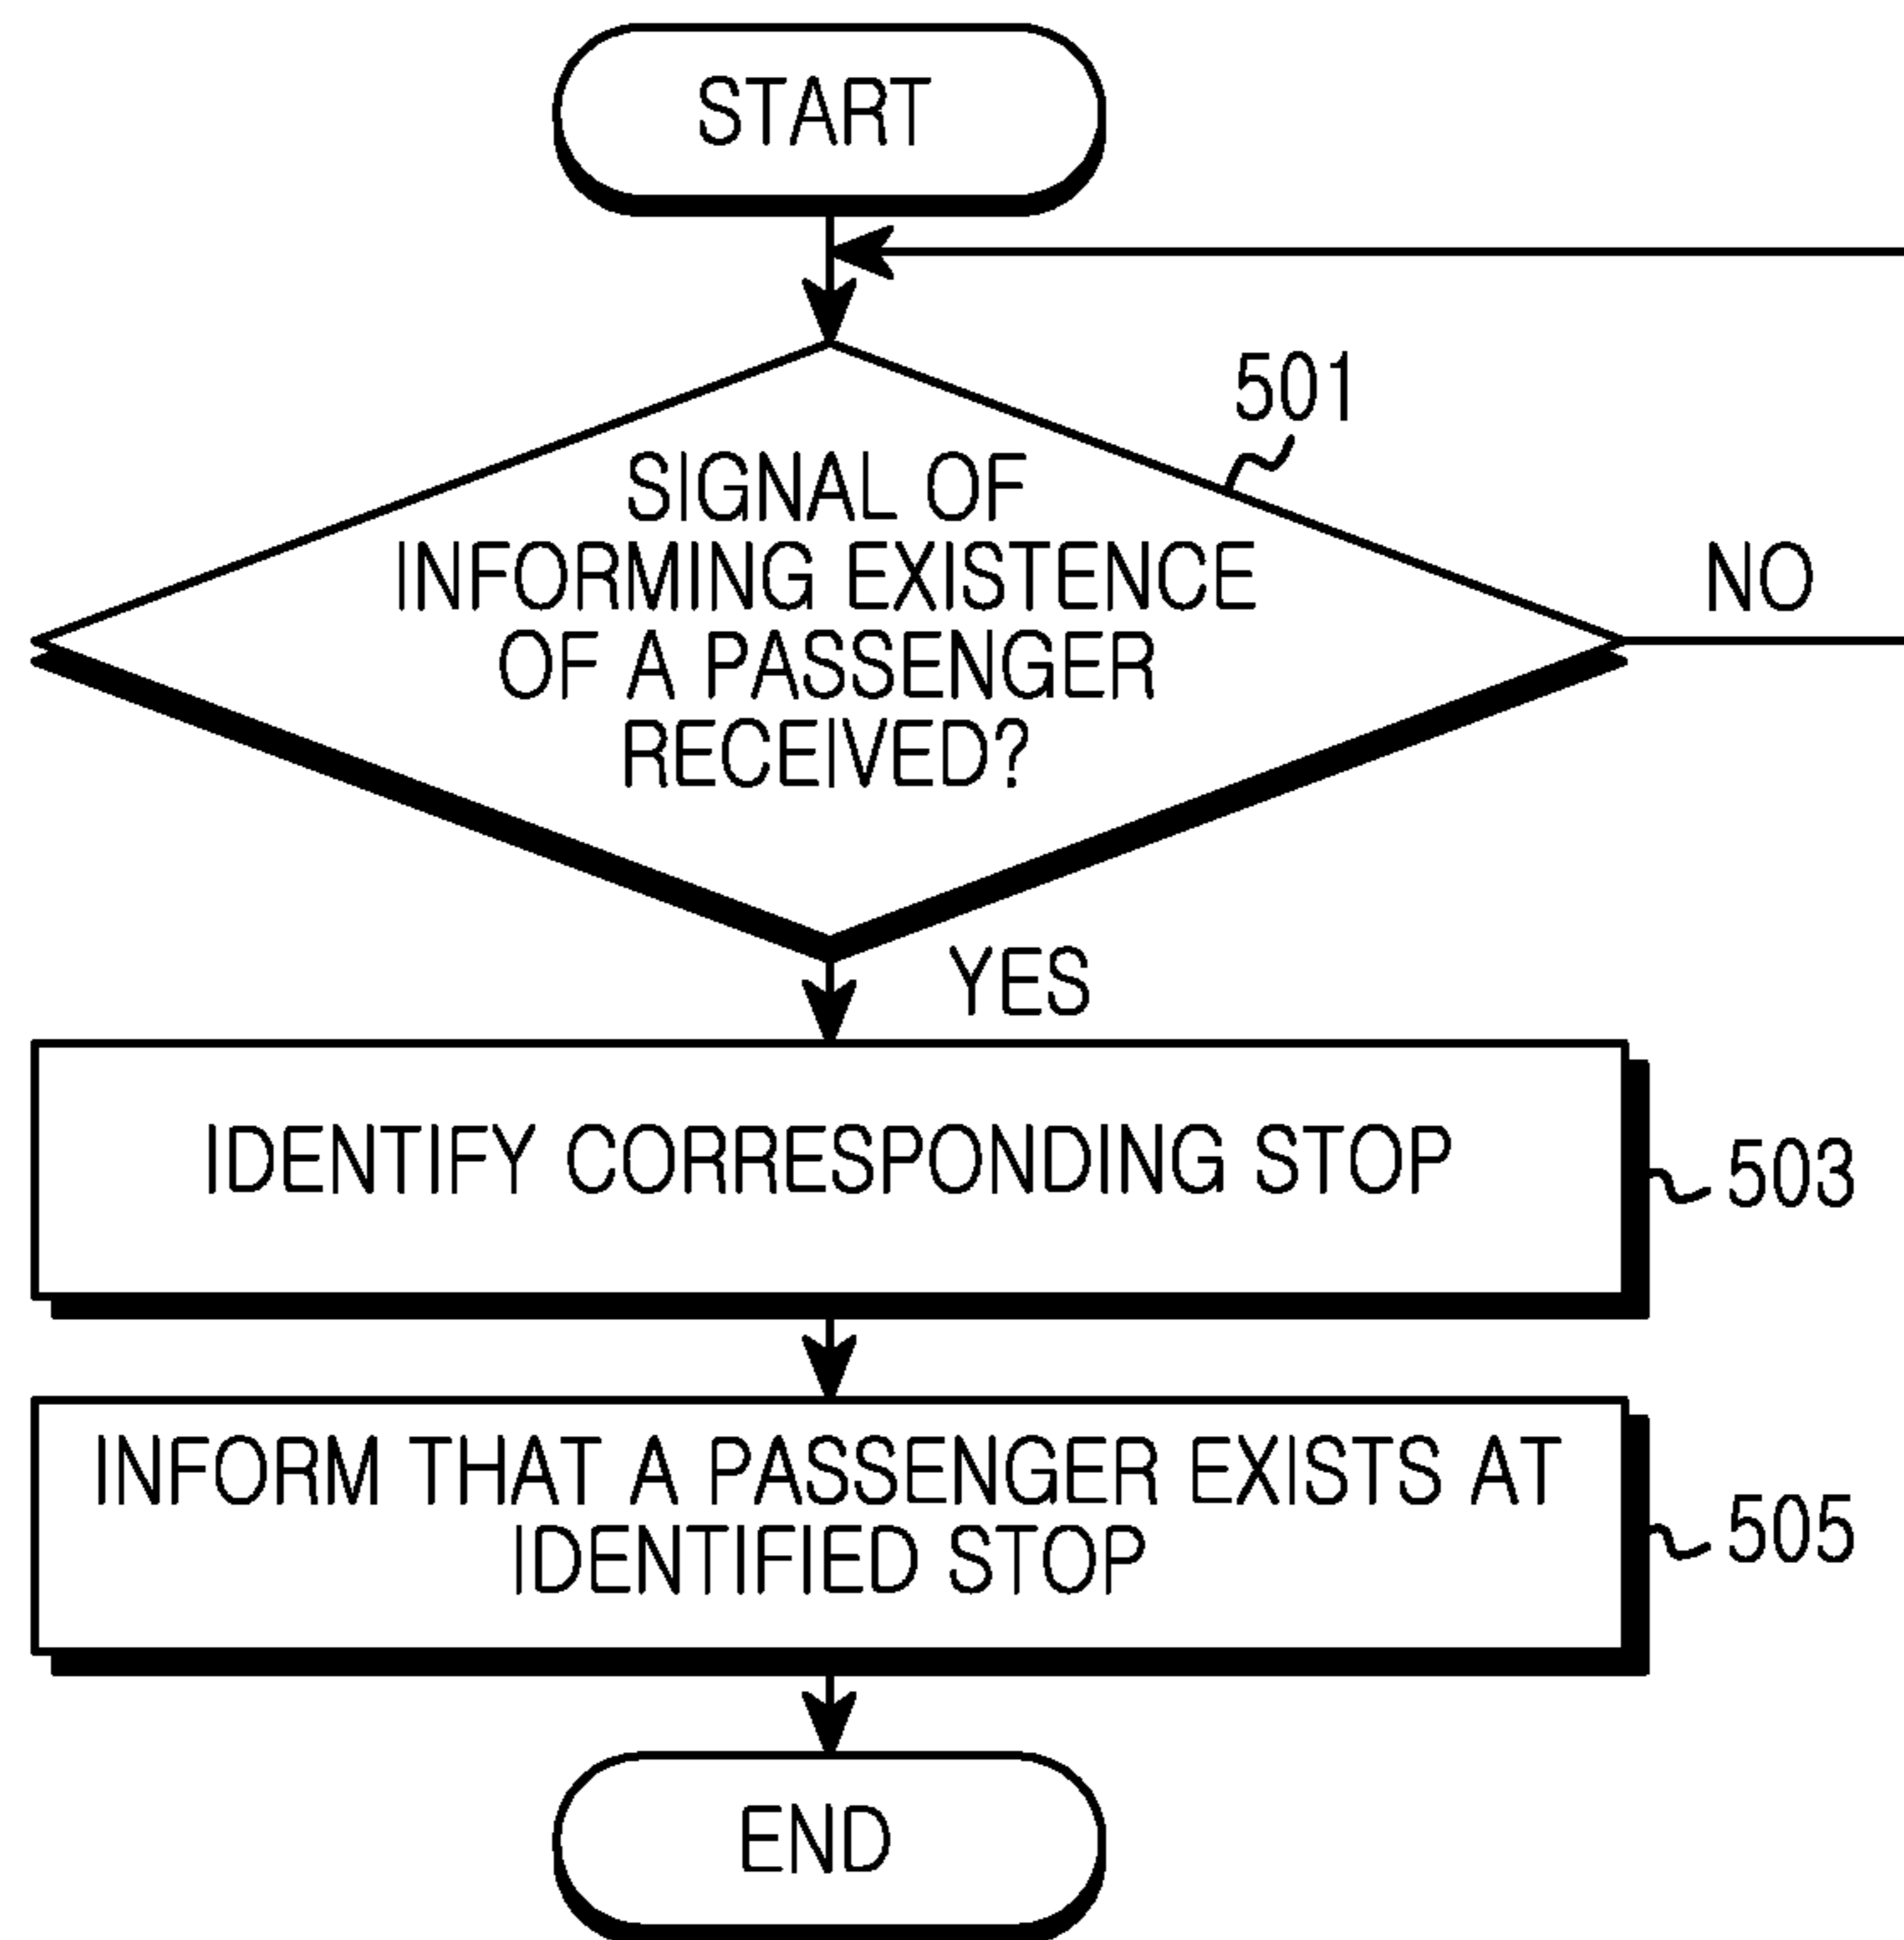 START
501
SIGNAL OF
INFORMING EXISTENCE
OF A PASSENGER
RECEIVED?
NO
YES
IDENTIFY CORRESPONDING STOP
503
INFORM THAT A PASSENGER EXISTS AT
IDENTIFIED STOP
505
END